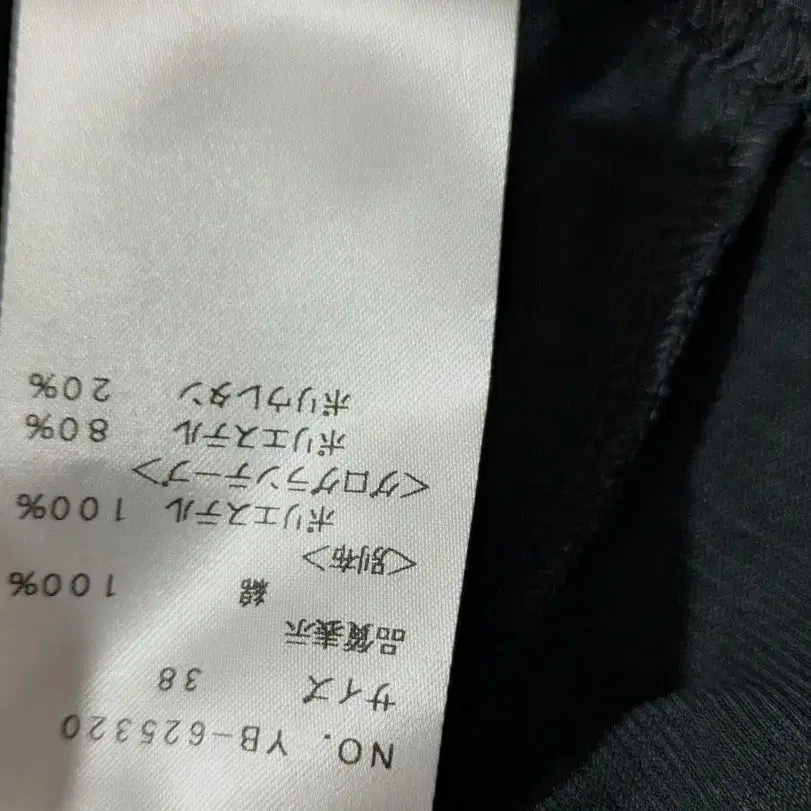 NO. YB-625320
サイズ 38
品質表示
綿 100%
<別布>
ポリエステル 100%
<グログランテープ>
ポリエステル 80%
ポリウレタン 20%